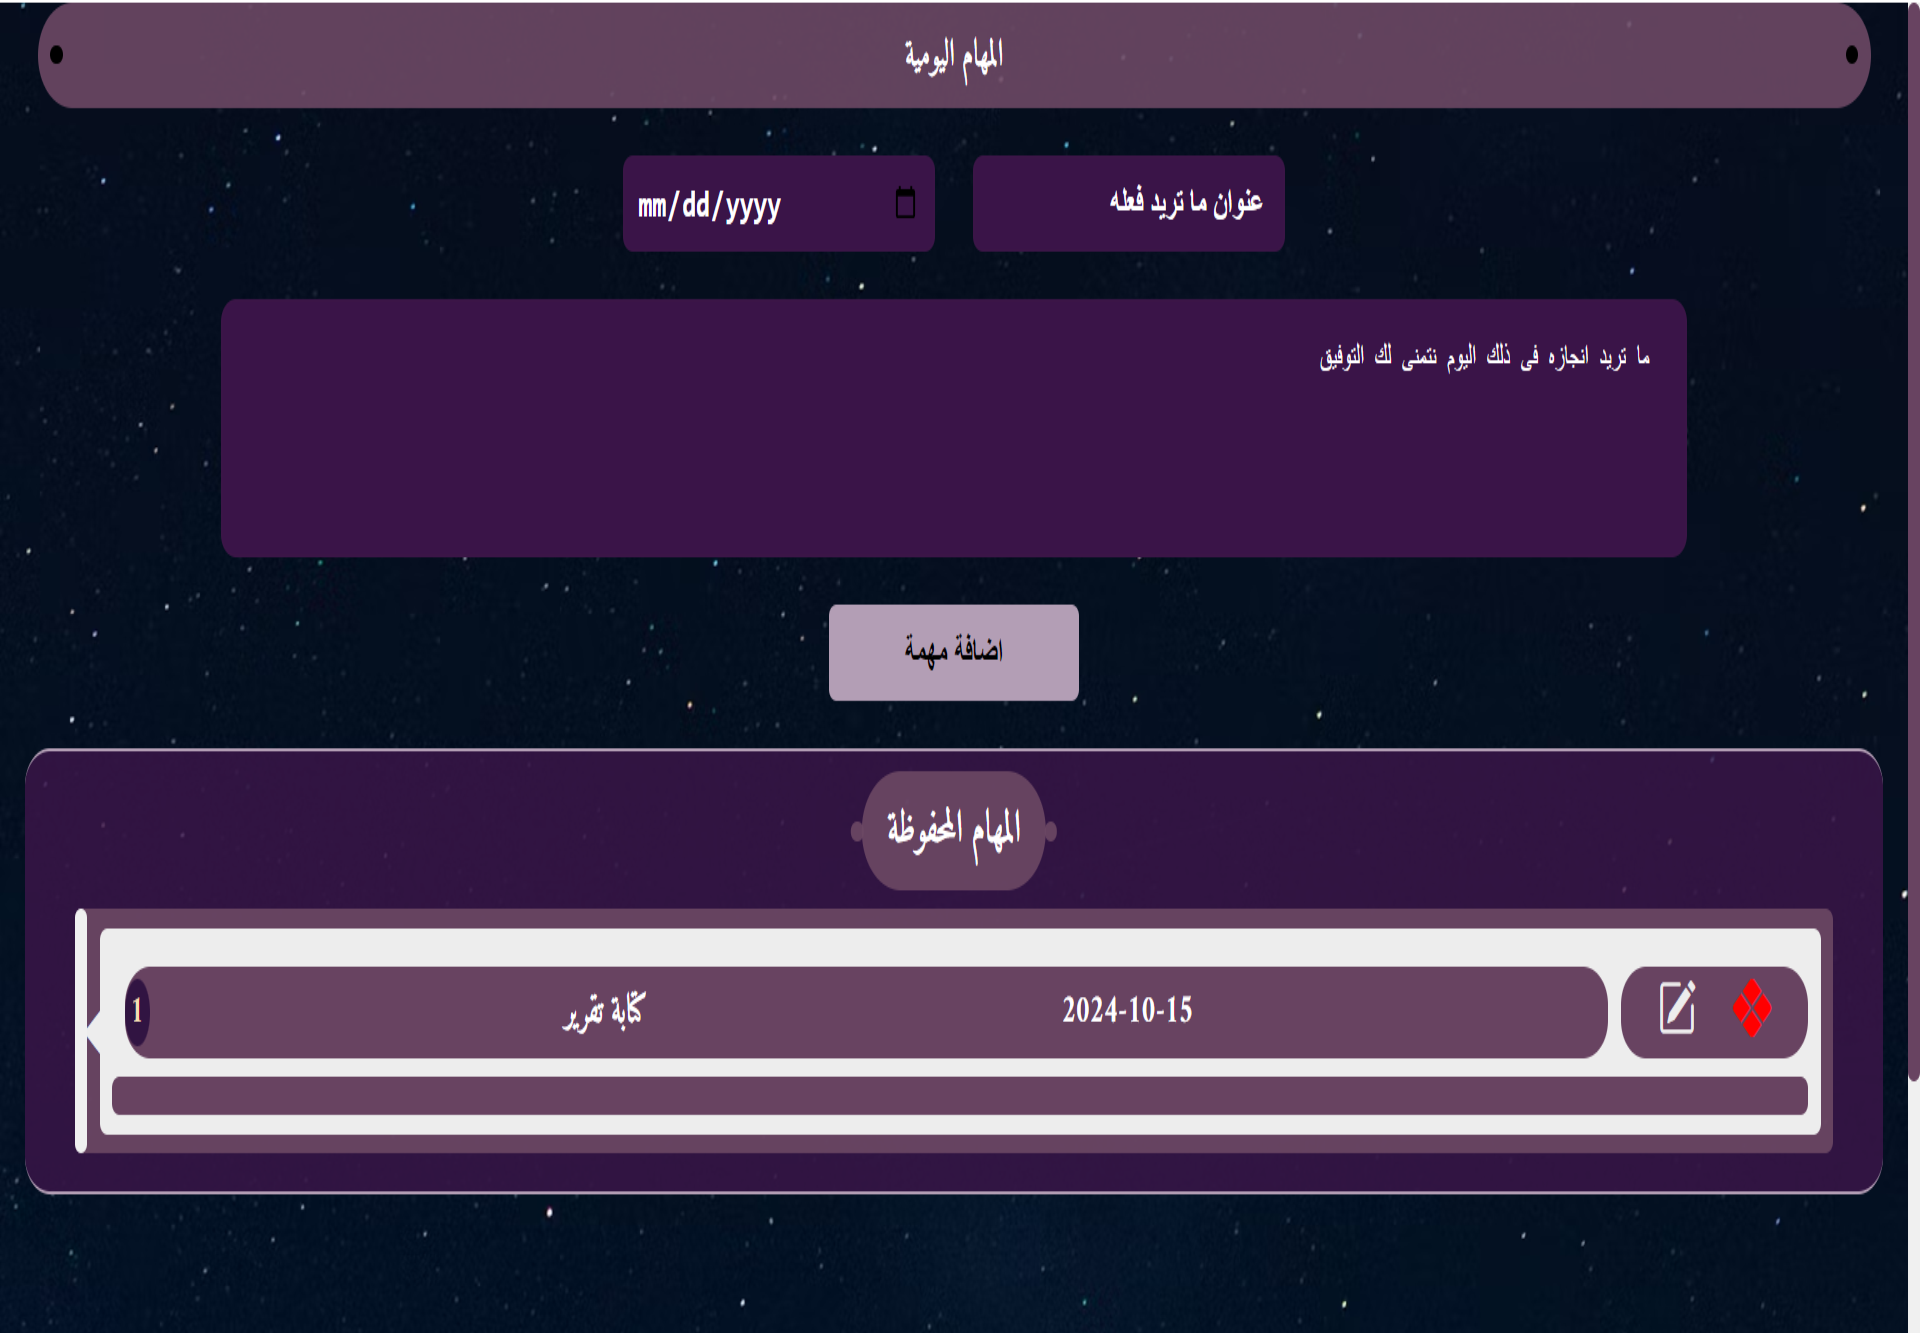 المهام اليومية
عنوان ما تريد فعله
mm/dd/yyyy
ما تريد انجازه فى ذلك اليوم نتمنى لك التوفيق
اضافة مهمة
المهام المحفوظة
1 كتابة تقرير 2024-10-15